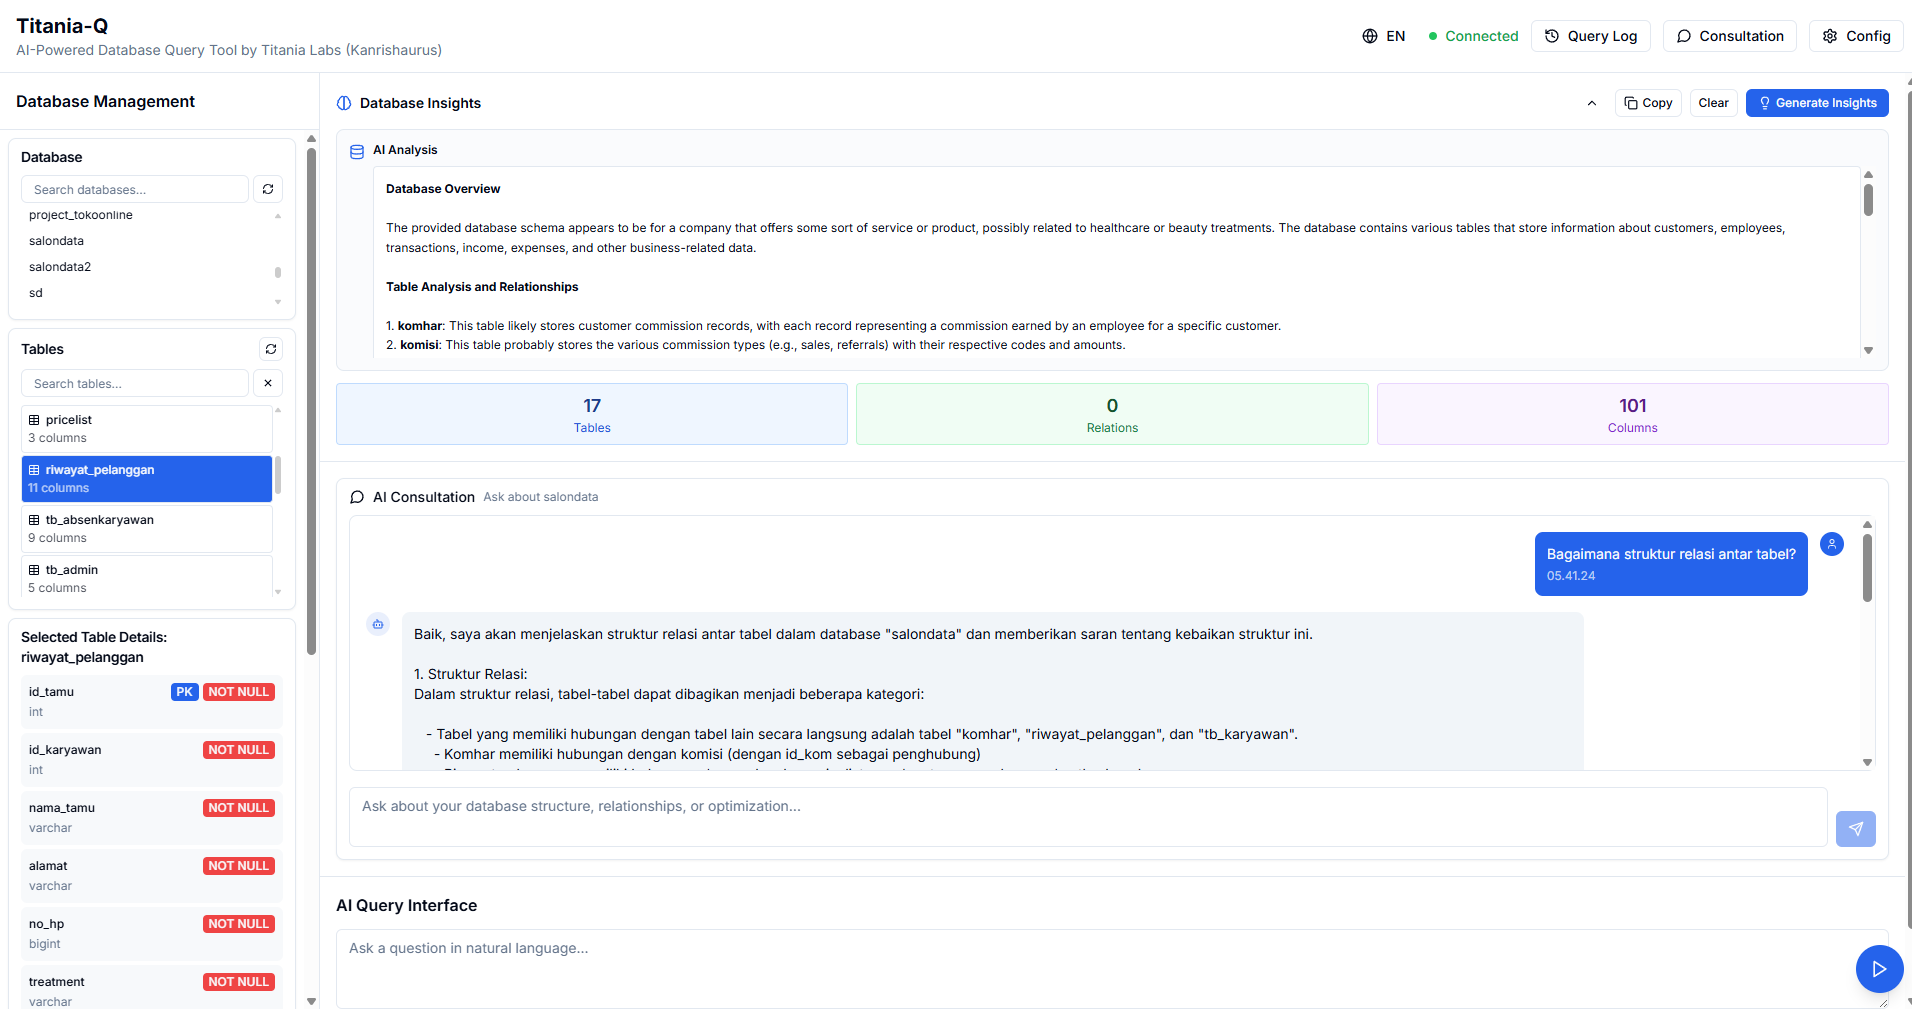 Titania-Q
AI-Powered Database Query Tool by Titania Labs (Kanrishaurus)
EN
Connected
Query Log
Consultation
Config
Database Management
Database
Search databases...
project_tokoonline
salondata
salondata2
sd
Tables
Search tables...
pricelist
3 columns
riwayat_pelanggan
11 columns
tb_absenkaryawan
9 columns
tb_admin
5 columns
Selected Table Details:
riwayat_pelanggan
id_tamu PK NOT NULL
int
id_karyawan NOT NULL
int
nama_tamu NOT NULL
varchar
alamat NOT NULL
varchar
no_hp NOT NULL
bigint
treatment NOT NULL
varchar
Database Insights
Copy
Clear
Generate Insights
AI Analysis
Database Overview
The provided database schema appears to be for a company that offers some sort of service or product, possibly related to healthcare or beauty treatments. The database contains various tables that store information about customers, employees,
transactions, income, expenses, and other business-related data.
Table Analysis and Relationships
1. komhar: This table likely stores customer commission records, with each record representing a commission earned by an employee for a specific customer.
2. komisi: This table probably stores the various commission types (e.g., sales, referrals) with their respective codes and amounts.
17
Tables
0
Relations
101
Columns
AI Consultation Ask about salondata
Bagaimana struktur relasi antar tabel?
05.41.24
Baik, saya akan menjelaskan struktur relasi antar tabel dalam database "salondata" dan memberikan saran tentang kebaikan struktur ini.
1. Struktur Relasi:
Dalam struktur relasi, tabel-tabel dapat dibagikan menjadi beberapa kategori:
- Tabel yang memiliki hubungan dengan tabel lain secara langsung adalah tabel "komhar", "riwayat_pelanggan", dan "tb_karyawan".
- Komhar memiliki hubungan dengan komisi (dengan id_kom sebagai penghubung)
Ask about your database structure, relationships, or optimization...
AI Query Interface
Ask a question in natural language...